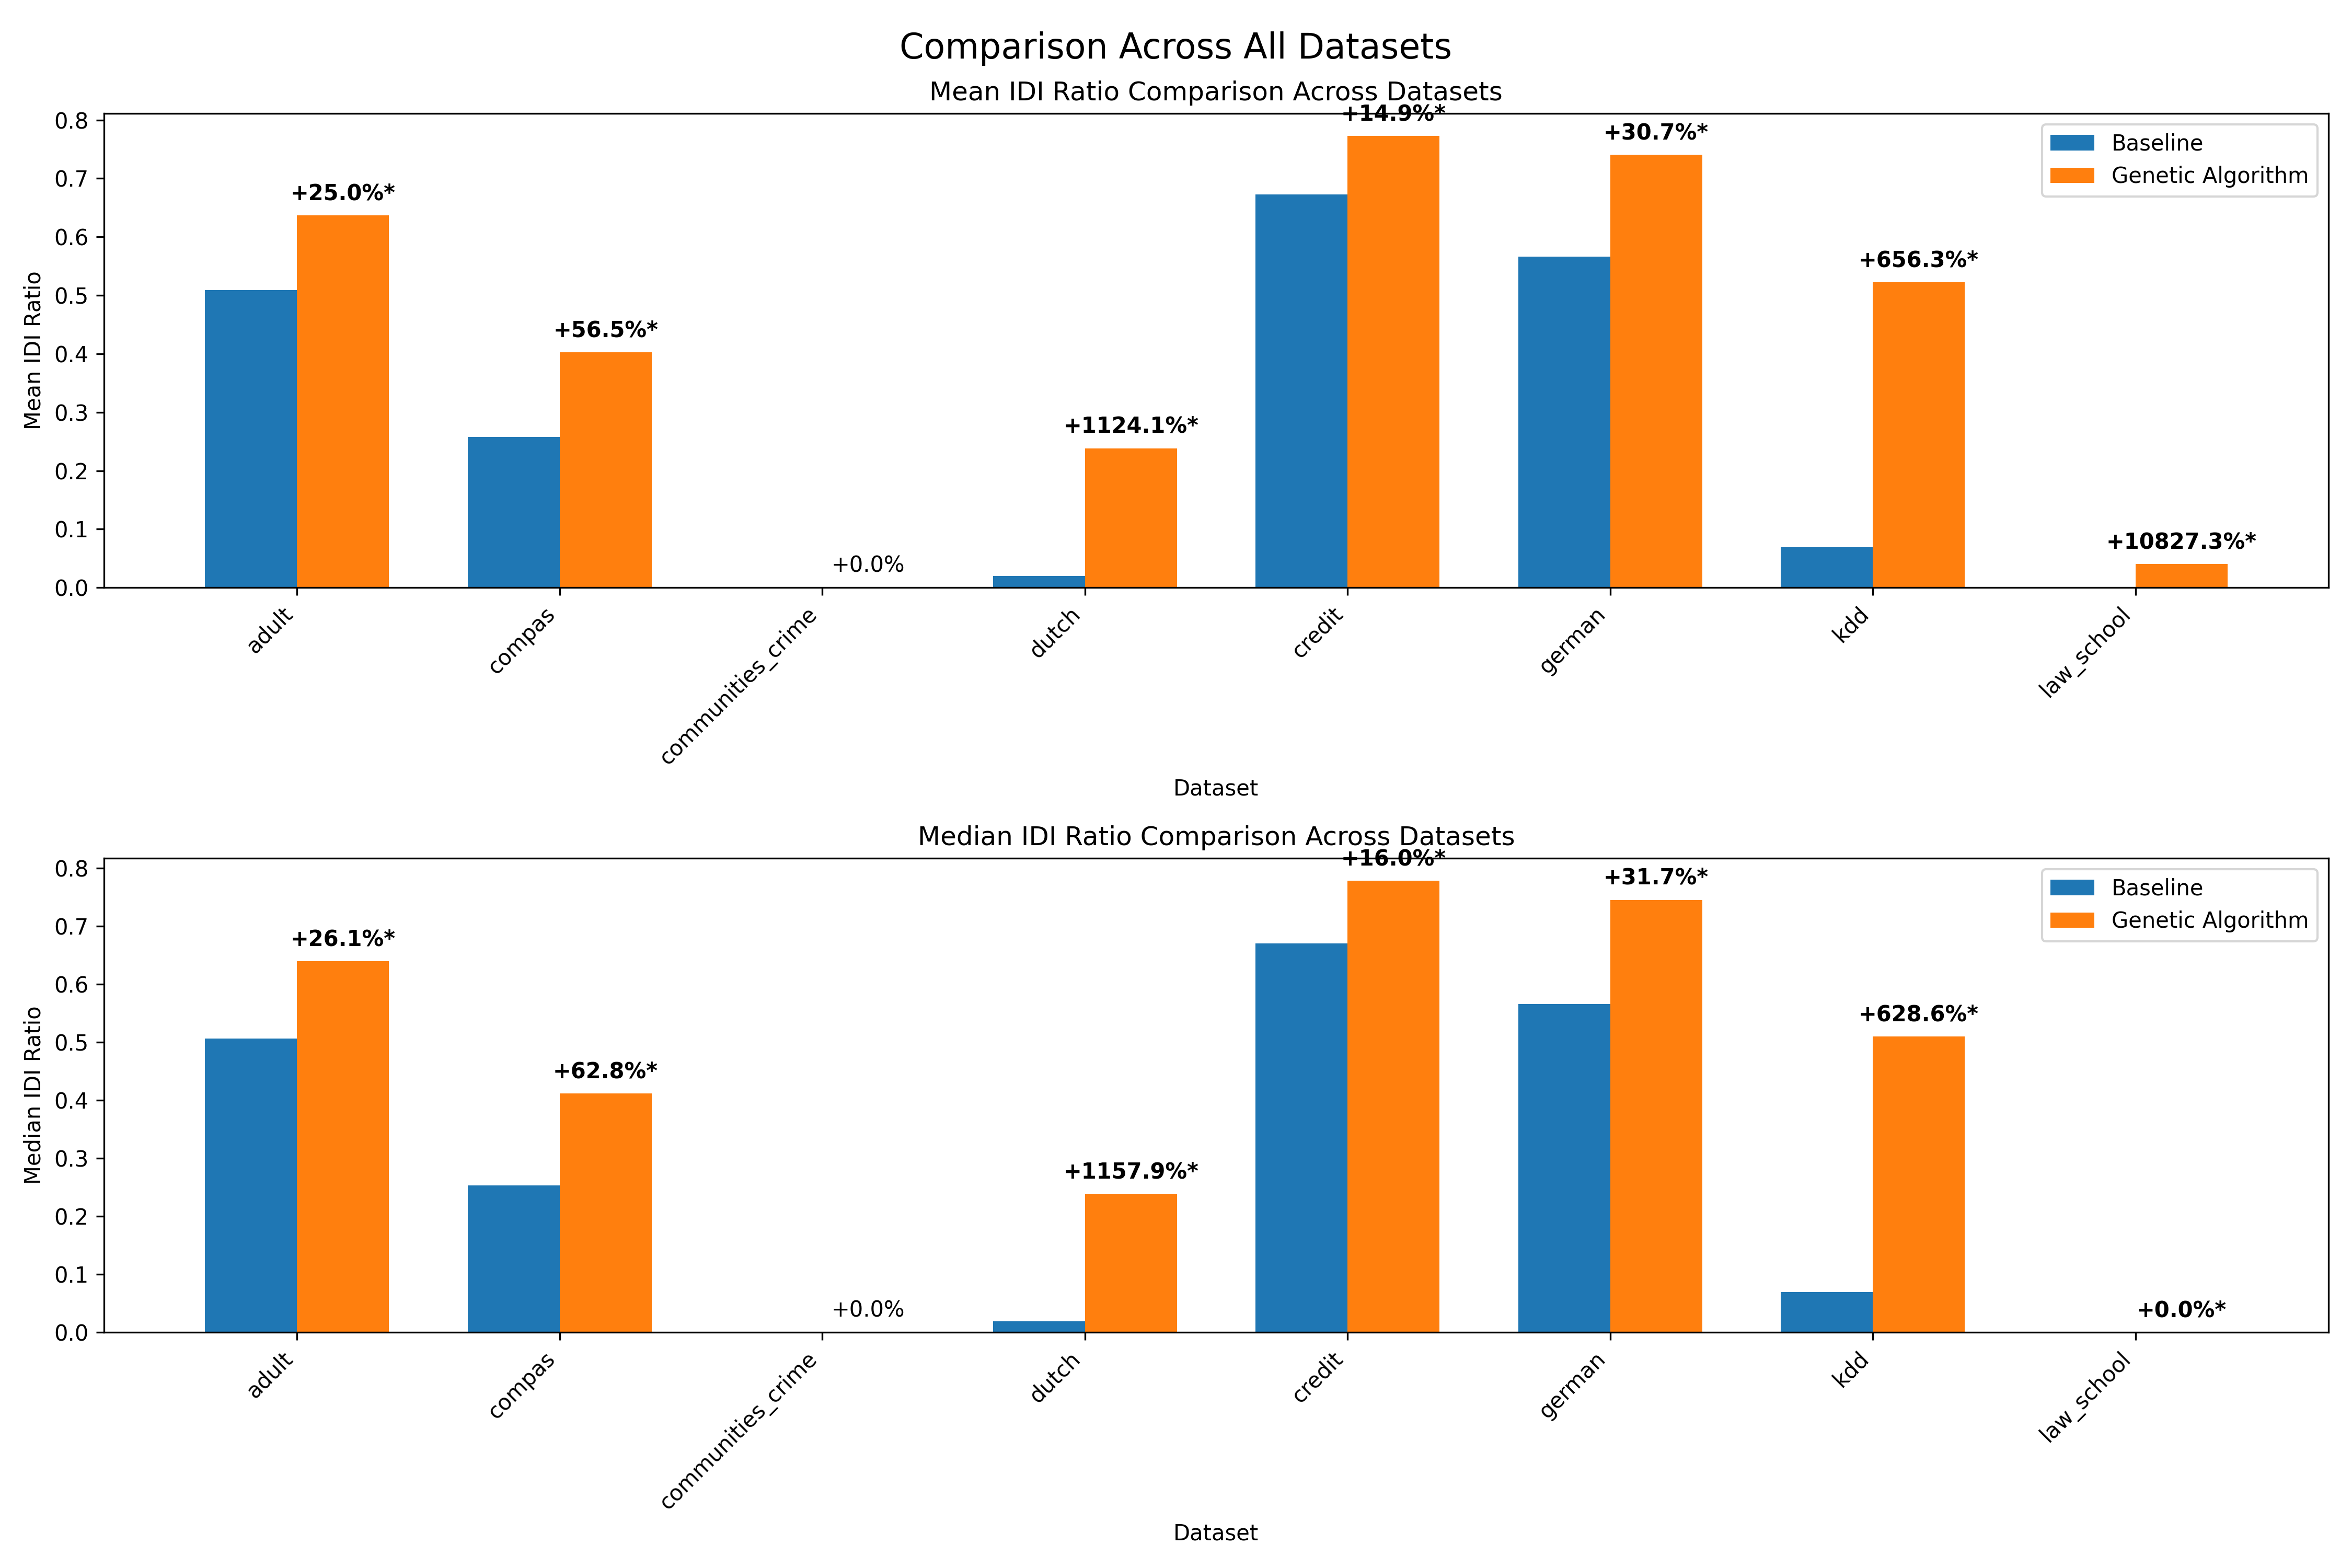 Comparison Across All Datasets
Mean IDI Ratio Comparison Across Datasets
Mean IDI Ratio
0.8
0.7
0.6
0.5
0.4
0.3
0.2
0.1
0.0
+25.0%*
+56.5%*
+0.0%
+1124.1%*
+14.9%*
+30.7%*
+656.3%*
+10827.3%*
Baseline
Genetic Algorithm
adult
compas
communities_crime
dutch
credit
german
kdd
law_school
Dataset
Median IDI Ratio Comparison Across Datasets
Median IDI Ratio
0.8
0.7
0.6
0.5
0.4
0.3
0.2
0.1
0.0
+26.1%*
+62.8%*
+0.0%
+1157.9%*
+16.0%*
+31.7%*
+628.6%*
+0.0%*
Baseline
Genetic Algorithm
adult
compas
communities_crime
dutch
credit
german
kdd
law_school
Dataset